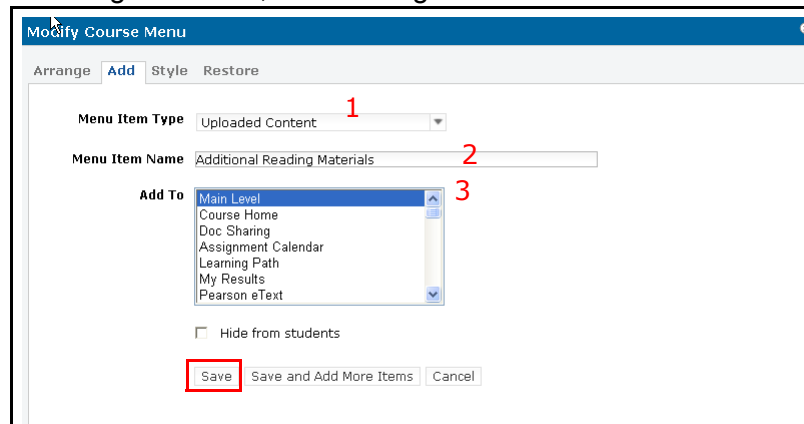 Modify Course Menu
Arrange Add Style Restore
1
Menu Item Type Uploaded Content
Menu Item Name Additional Reading Materials 2
Add To Main Level 3
Course Home
Doc Sharing
Assignment Calendar
Learning Path
My Results
Pearson eText
Hide from students
Save Save and Add More Items Cancel